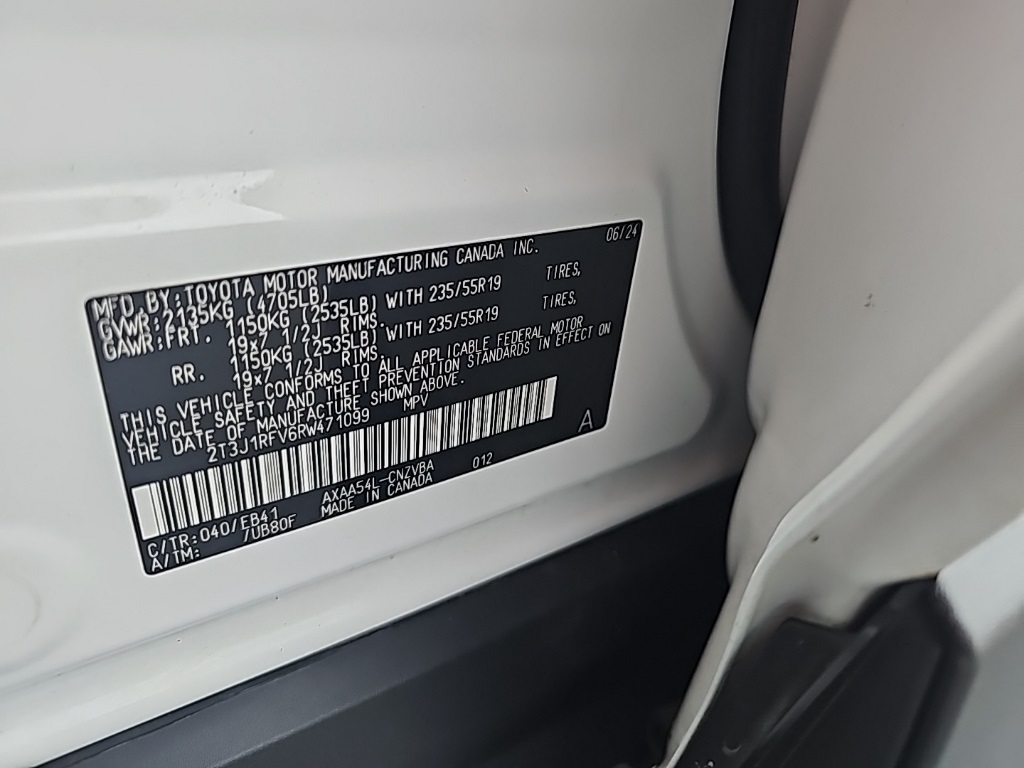 06/24
MFD. BY: TOYOTA MOTOR MANUFACTURING CANADA INC.
GVWR: 2135KG (4705LB)
GAWR: FRT. 1150KG (2535LB) WITH 235/55R19 TIRES,
19x7 1/2J RIMS.
RR. 1150KG (2535LB) WITH 235/55R19 TIRES,
19x7 1/2J RIMS.
THIS VEHICLE CONFORMS TO ALL APPLICABLE FEDERAL MOTOR
VEHICLE SAFETY AND THEFT PREVENTION STANDARDS IN EFFECT ON
THE DATE OF MANUFACTURE SHOWN ABOVE.
2T3J1RFV6RW471099 MPV
A
C/TR: 040/EB41 AXAA54L-CNZVBA 012
A/TM: /UB80F MADE IN CANADA